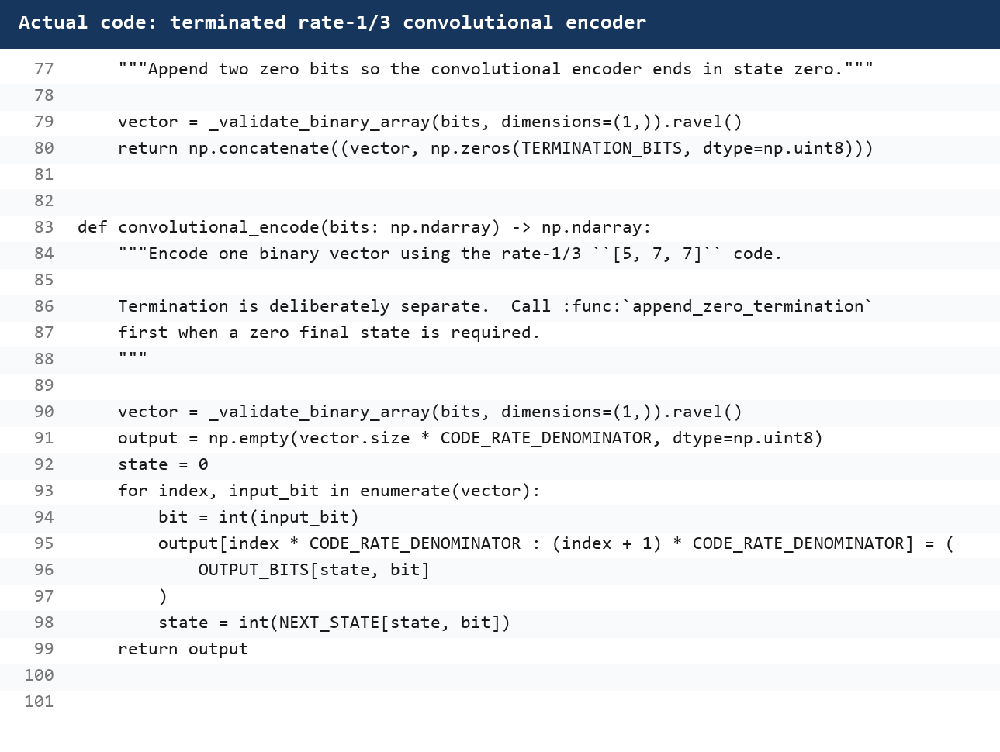 Actual code: terminated rate-1/3 convolutional encoder
77 """Append two zero bits so the convolutional encoder ends in state zero."""
78
79 vector = _validate_binary_array(bits, dimensions=(1,)).ravel()
80 return np.concatenate((vector, np.zeros(TERMINATION_BITS, dtype=np.uint8)))
81
82
83 def convolutional_encode(bits: np.ndarray) -> np.ndarray:
84 """Encode one binary vector using the rate-1/3 ``[5, 7, 7]`` code.
85
86 Termination is deliberately separate.  Call :func:`append_zero_termination`
87 first when a zero final state is required.
88 """
89
90 vector = _validate_binary_array(bits, dimensions=(1,)).ravel()
91 output = np.empty(vector.size * CODE_RATE_DENOMINATOR, dtype=np.uint8)
92 state = 0
93 for index, input_bit in enumerate(vector):
94 bit = int(input_bit)
95 output[index * CODE_RATE_DENOMINATOR : (index + 1) * CODE_RATE_DENOMINATOR] = (
96 OUTPUT_BITS[state, bit]
97 )
98 state = int(NEXT_STATE[state, bit])
99 return output
100
101